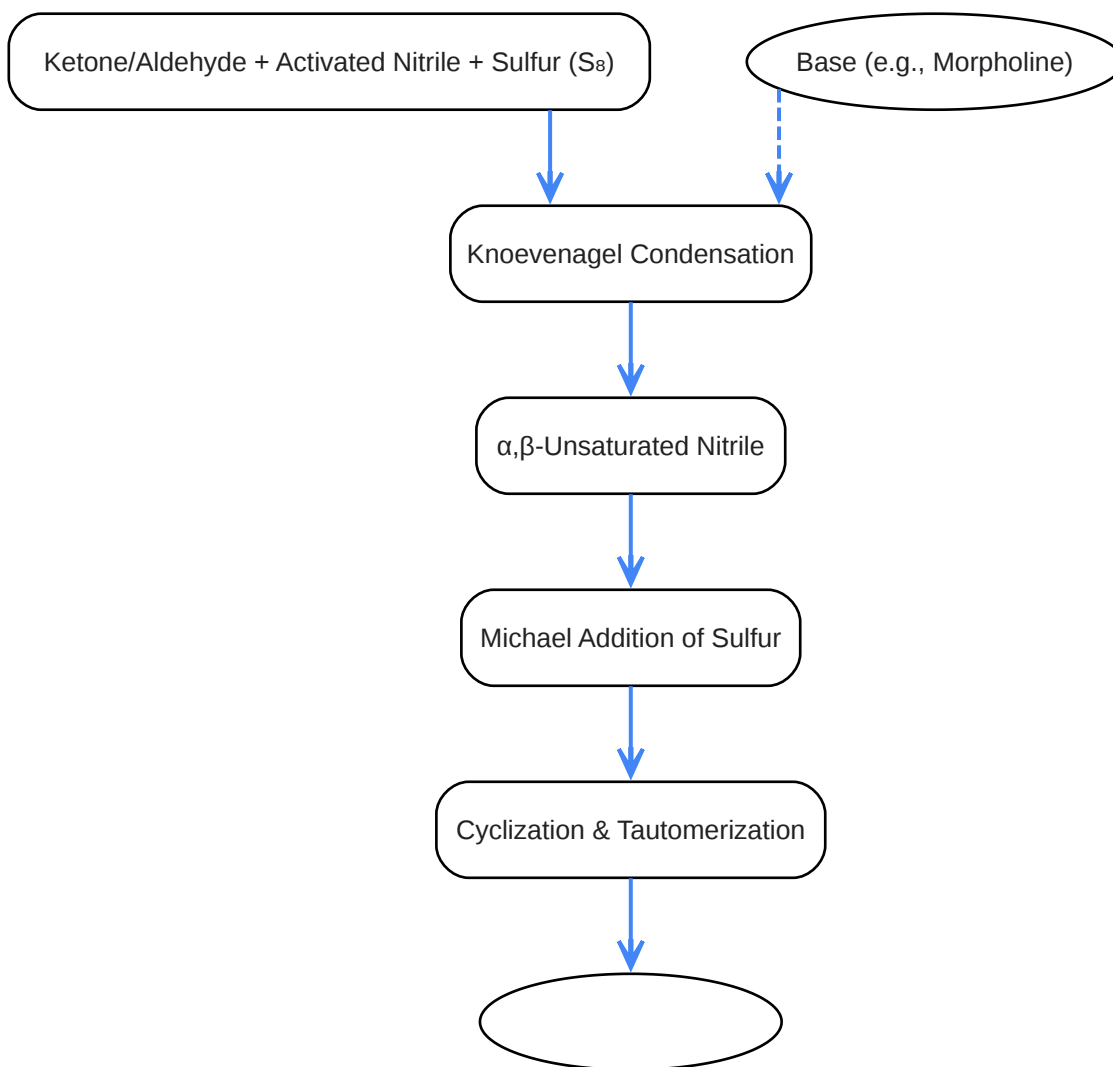 Ketone/Aldehyde + Activated Nitrile + Sulfur (S₈)
Base (e.g., Morpholine)
Knoevenagel Condensation
α,β-Unsaturated Nitrile
Michael Addition of Sulfur
Cyclization & Tautomerization